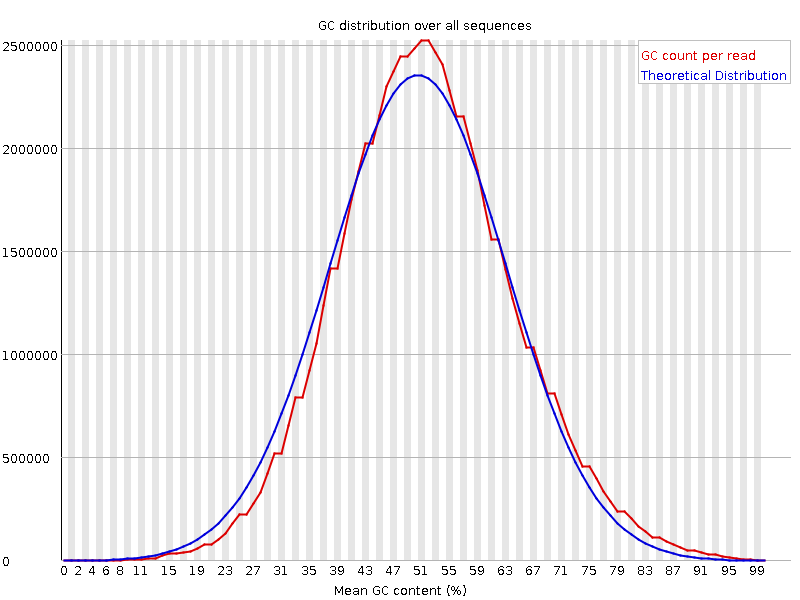 GC distribution over all sequences
GC count per read
Theoretical Distribution
2500000
2000000
1500000
1000000
500000
0
0 2 4 6 8 11 15 19 23 27 31 35 39 43 47 51 55 59 63 67 71 75 79 83 87 91 95 99
Mean GC content (%)